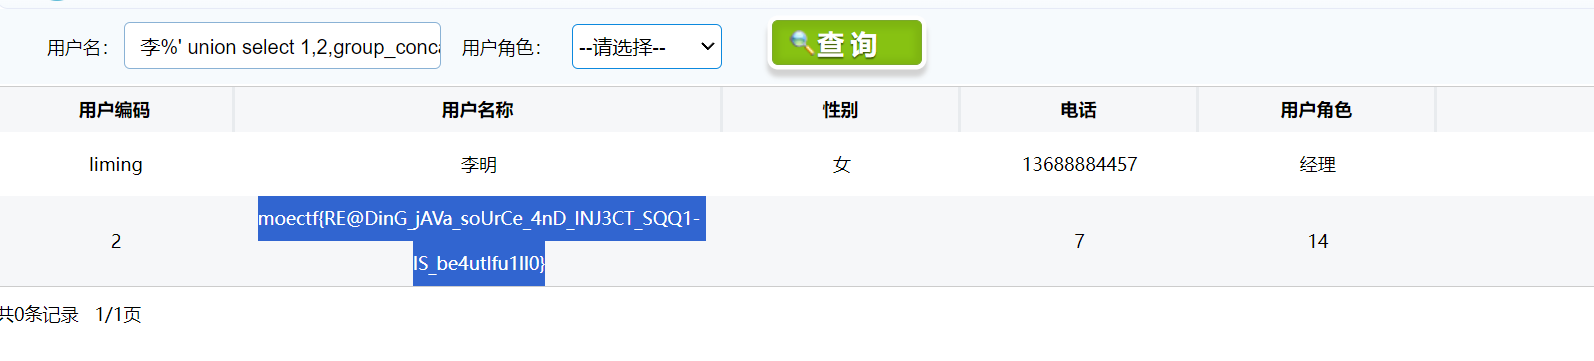 用户名： 李%' union select 1,2,group_conca 用户角色： --请选择-- 查 询
用户编码 用户名称 性别 电话 用户角色
liming 李明 女 13688884457 经理
moectf{RE@DinG_jAVa_soUrCe_4nD_INJ3CT_SQQ1-
2 7 14
IS_be4utIfu1ll0}
共0条记录 1/1页